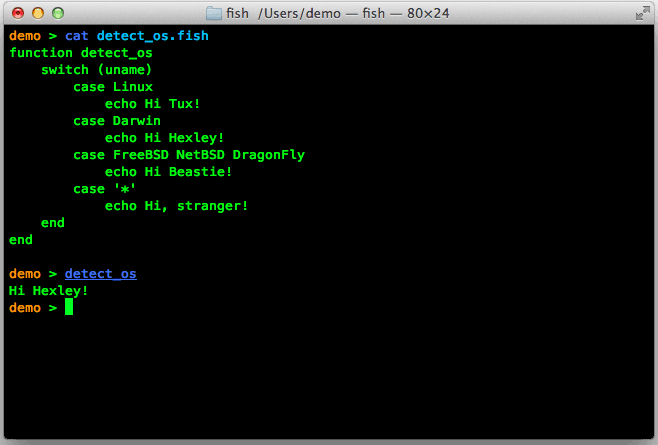 fish /Users/demo — fish — 80×24
demo > cat detect_os.fish
function detect_os
    switch (uname)
        case Linux
            echo Hi Tux!
        case Darwin
            echo Hi Hexley!
        case FreeBSD NetBSD DragonFly
            echo Hi Beastie!
        case '*'
            echo Hi, stranger!
    end
end
demo > detect_os
Hi Hexley!
demo >